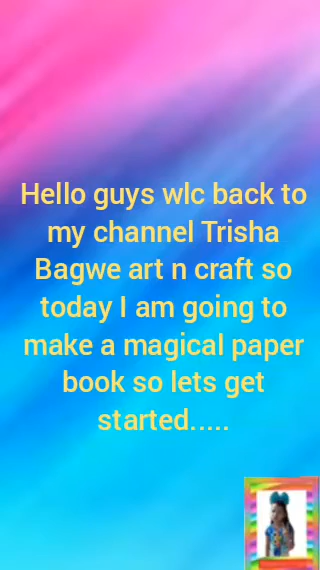 Hello guys wlc back to
my channel Trisha
Bagwe art n craft so
today I am going to
make a magical paper
book so lets get
started.....